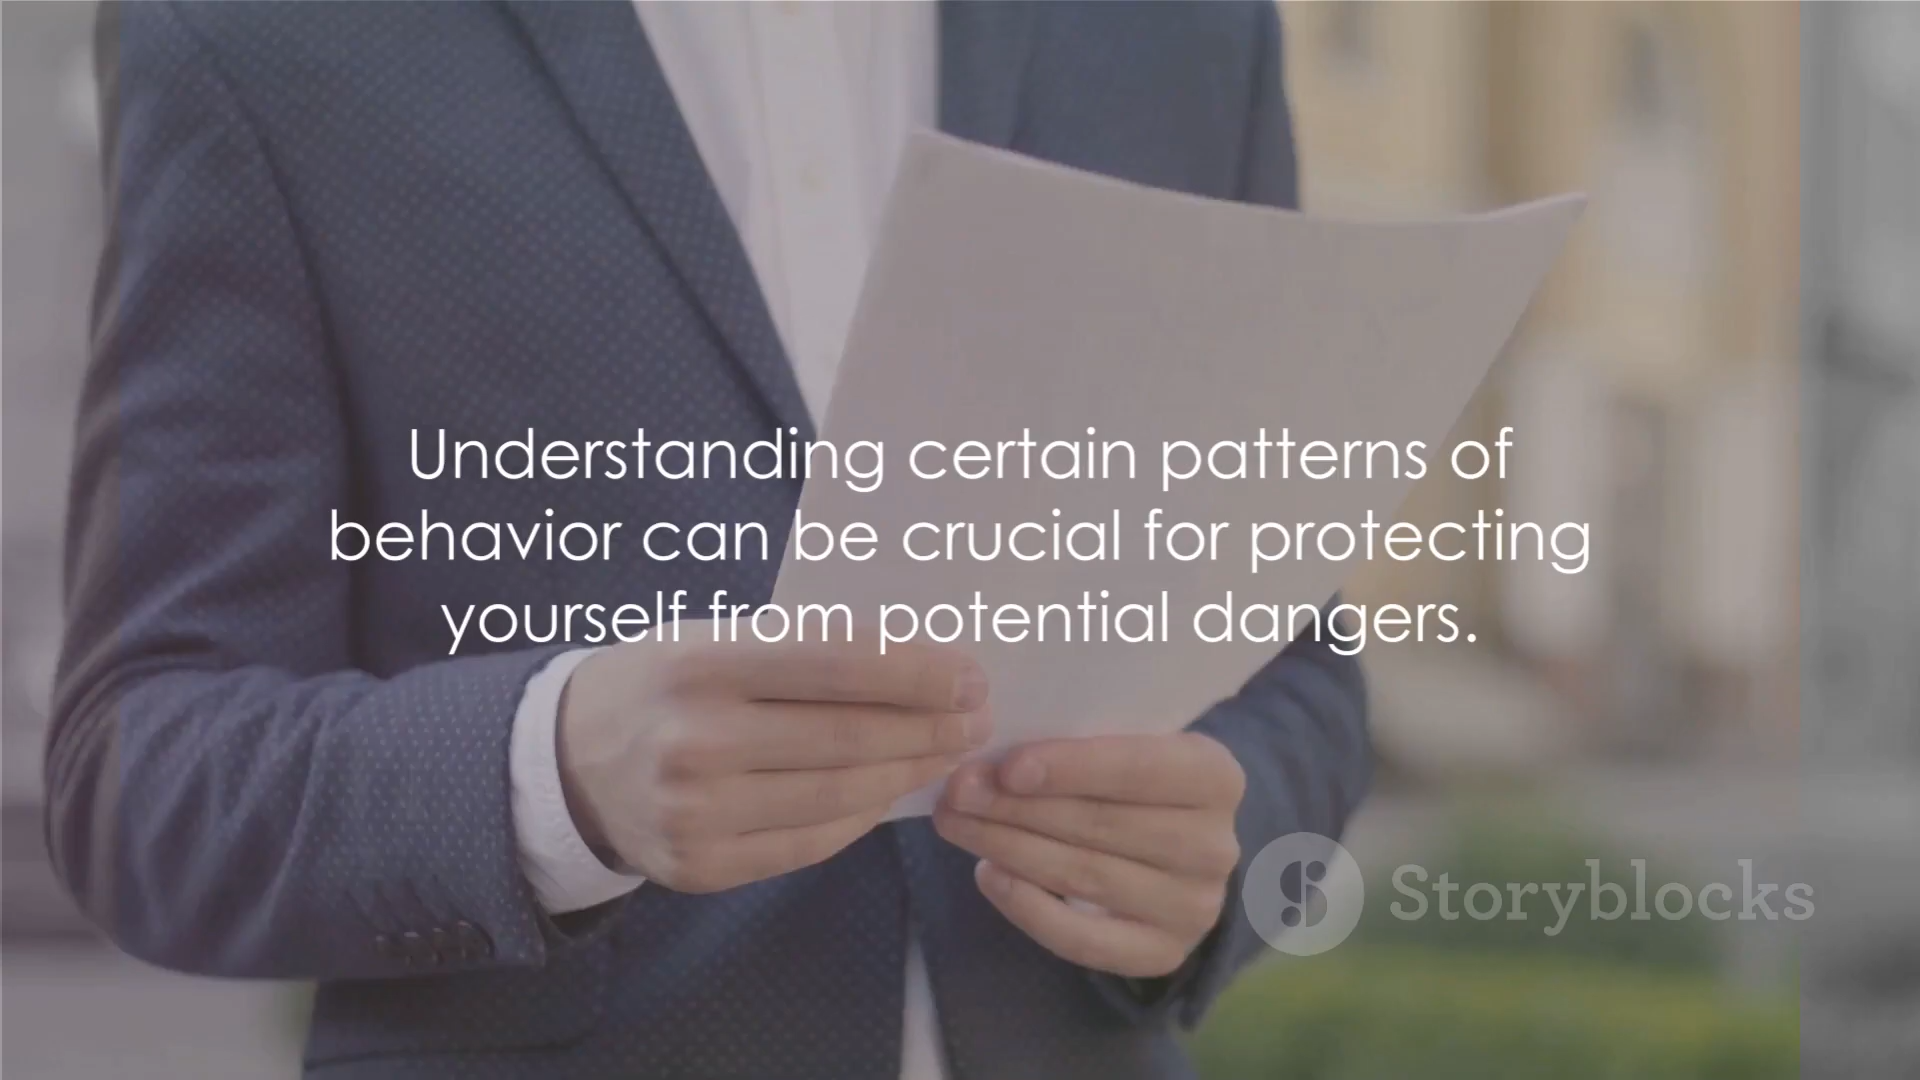 Understanding certain patterns of
behavior can be crucial for protecting
yourself from potential dangers.
Storyblocks